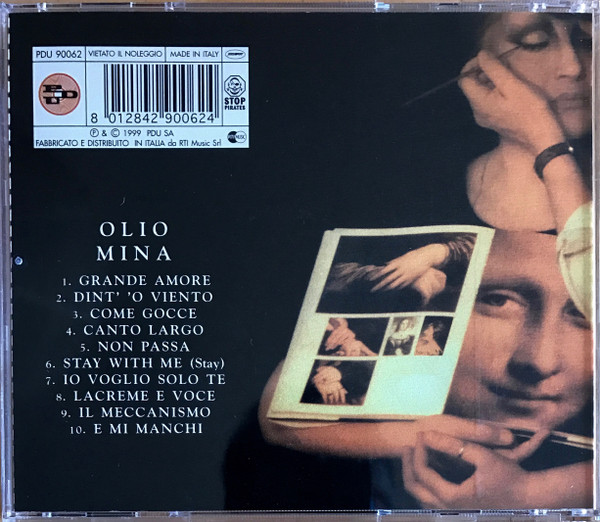 PDU 90062 VIETATO IL NOLEGGIO MADE IN ITALY
PDU
8 012842 900624
STOP
PIRATES
℗ & © 1999 PDU SA
FABBRICATO E DISTRIBUITO IN ITALIA da RTI Music Srl
OLIO
MINA
1. GRANDE AMORE
2. DINT' 'O VIENTO
3. COME GOCCE
4. CANTO LARGO
5. NON PASSA
6. STAY WITH ME (Stay)
7. IO VOGLIO SOLO TE
8. LACREME E VOCE
9. IL MECCANISMO
10. E MI MANCHI